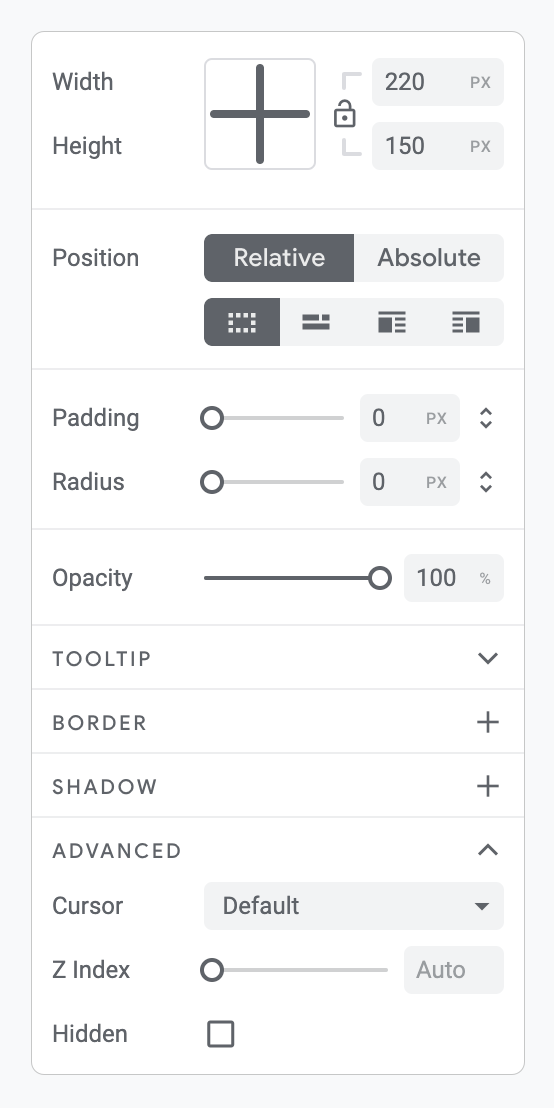 Width 220 PX
Height 150 PX
Position Relative Absolute
Padding 0 PX
Radius 0 PX
Opacity 100 %
TOOLTIP
BORDER
SHADOW
ADVANCED
Cursor Default
Z Index Auto
Hidden